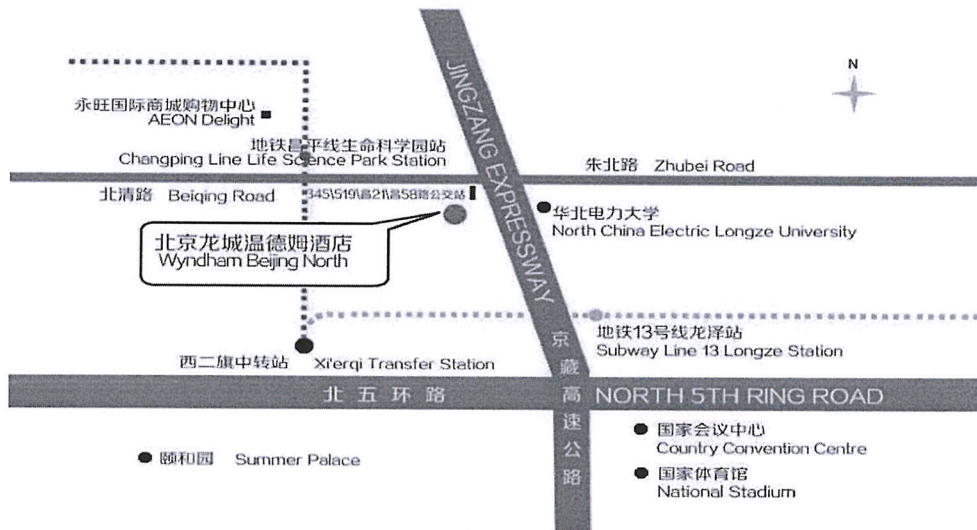 N
永旺国际商城购物中心
AEON Delight
地铁昌平线生命科学园站
Changping Line Life Science Park Station
朱北路 Zhubei Road
北清路 Beiqing Road
345\519\昌21\昌58路公交站
JINGZANG EXPRESSWAY
华北电力大学
North China Electric Longze University
北京龙城温德姆酒店
Wyndham Beijing North
地铁13号线龙泽站
Subway Line 13 Longze Station
西二旗中转站 Xi'erqi Transfer Station
京藏高速公路
北五环路 NORTH 5TH RING ROAD
国家会议中心
Country Convention Centre
颐和园 Summer Palace
国家体育馆
National Stadium